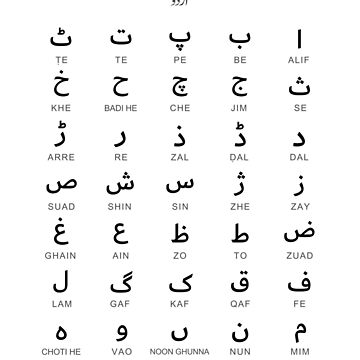 اردو
ا ب پ ت ٹ
ṬE TE PE BE ALIF
ث ج چ ح خ
KHE BADI HE CHE JIM SE
د ڈ ذ ر ڑ
ARRE RE ZAL ḌAL DAL
ز ژ س ش ص
SUAD SHIN SIN ZHE ZAY
ض ط ظ ع غ
GHAIN AIN ZO TO ZUAD
ف ق ک گ ل
LAM GAF KAF QAF FE
م ن ں و ہ
CHOTI HE VAO NOON GHUNNA NUN MIM